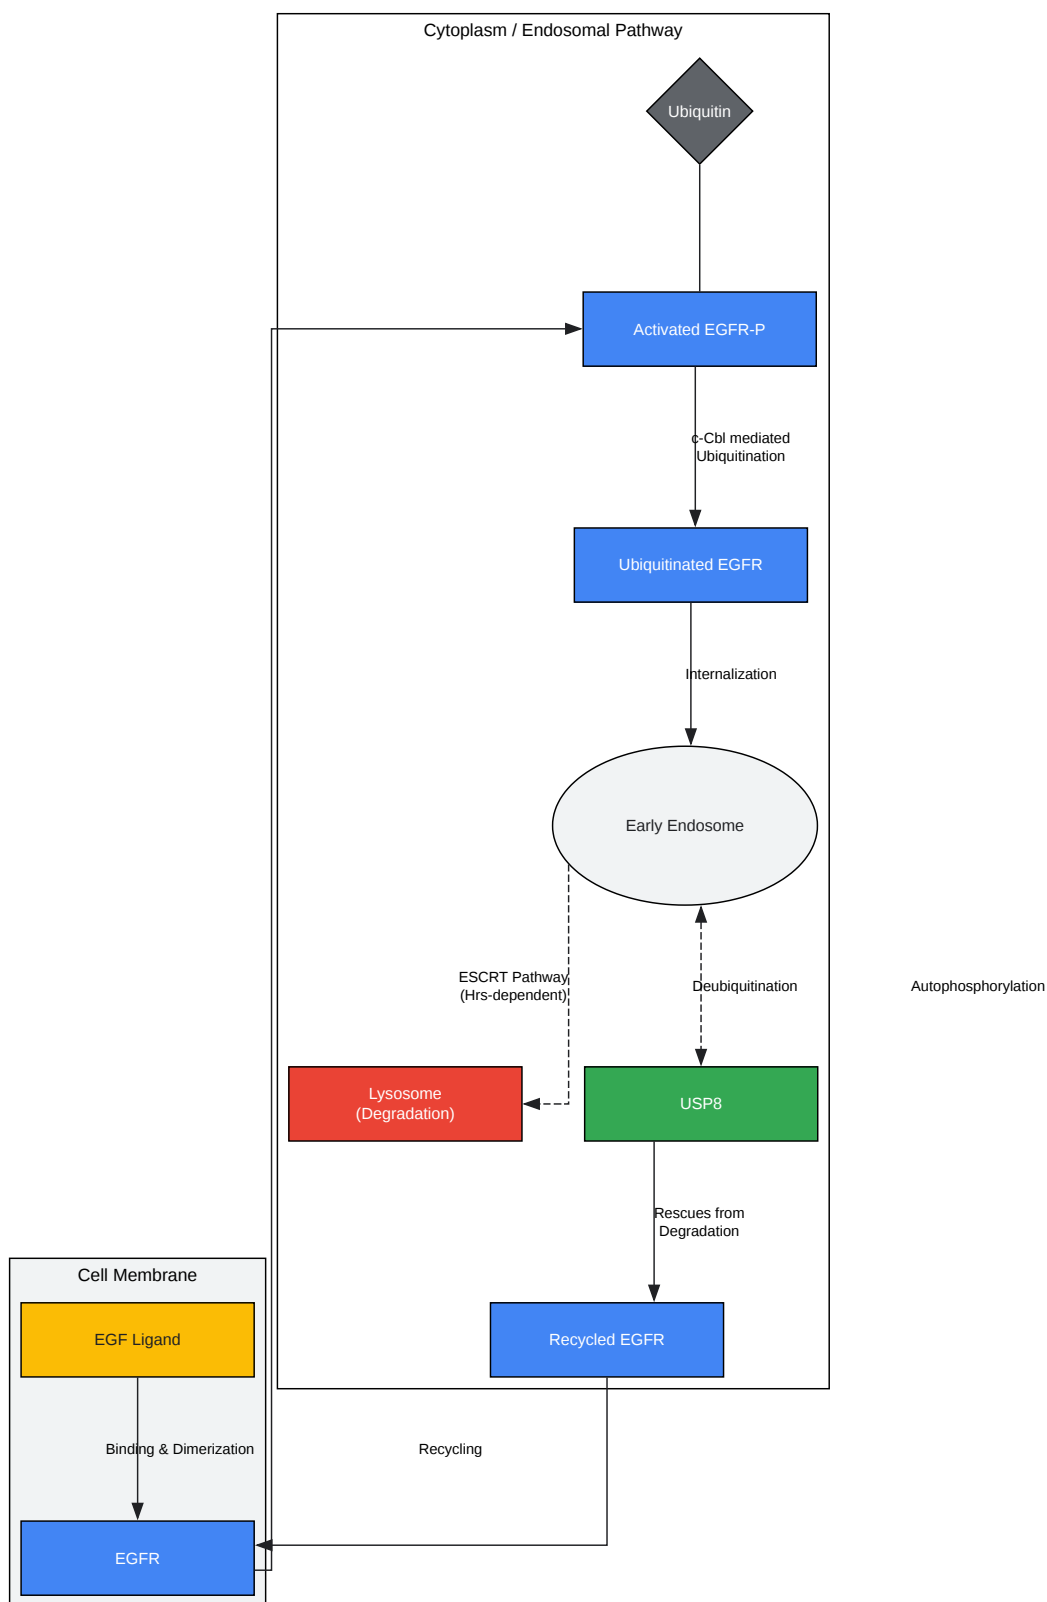 Cytoplasm / Endosomal Pathway
Ubiquitin
Activated EGFR-P
c-Cbl mediated
Ubiquitination
Ubiquitinated EGFR
Internalization
Early Endosome
ESCRT Pathway
(Hrs-dependent)
Deubiquitination
Autophosphorylation
Lysosome
(Degradation)
USP8
Rescues from
Degradation
Cell Membrane
EGF Ligand
Recycled EGFR
Binding & Dimerization
Recycling
EGFR